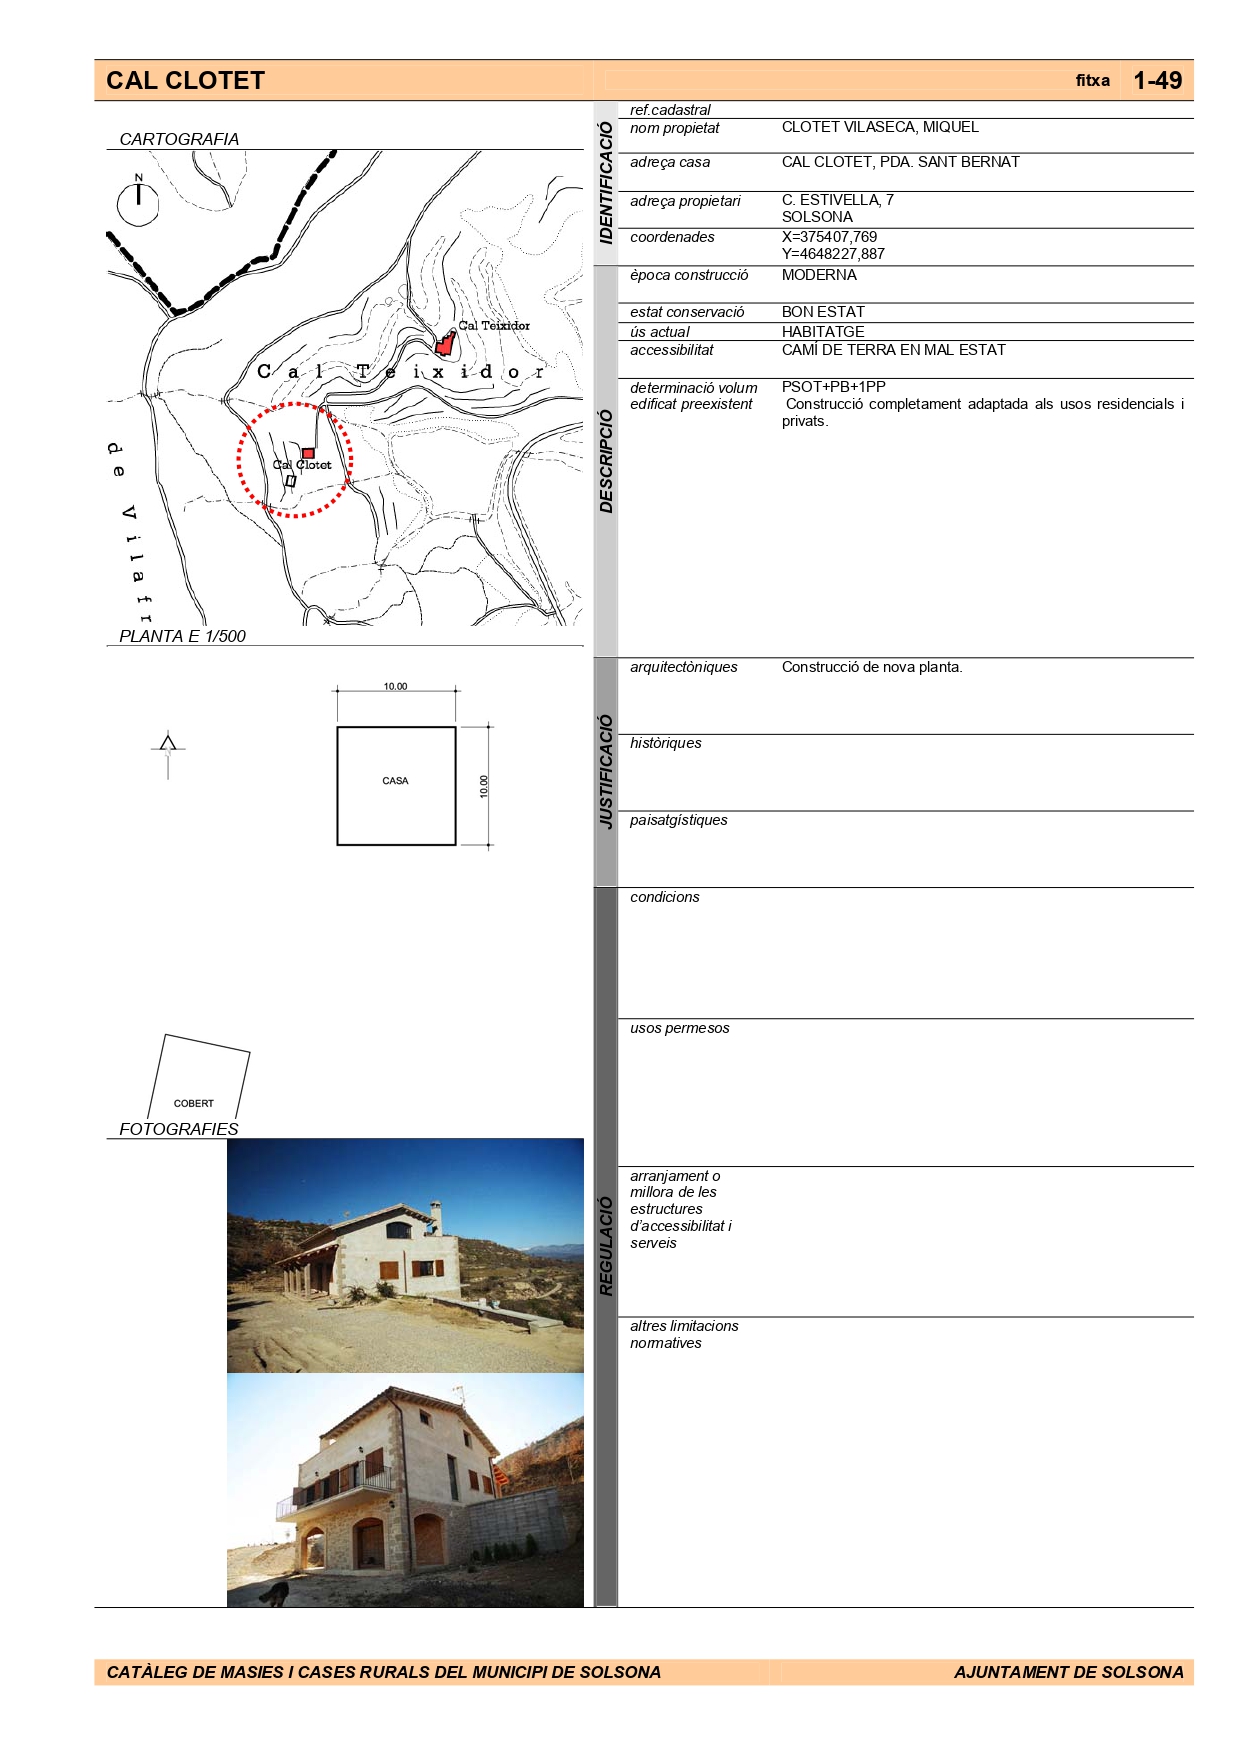 CAL CLOTET
fitxa 1-49
CARTOGRAFIA
N
Cal Teixidor
Cal Teixidor
Cal Clotet
de Vilafr
PLANTA E 1/500
10.00
10.00
CASA
COBERT
FOTOGRAFIES
IDENTIFICACIÓ
ref.cadastral
nom propietat CLOTET VILASECA, MIQUEL
adreça casa CAL CLOTET, PDA. SANT BERNAT
adreça propietari C. ESTIVELLA, 7
SOLSONA
coordenades X=375407,769
Y=4648227,887
DESCRIPCIÓ
època construcció MODERNA
estat conservació BON ESTAT
ús actual HABITATGE
accessibilitat CAMÍ DE TERRA EN MAL ESTAT
determinació volum PSOT+PB+1PP
edificat preexistent Construcció completament adaptada als usos residencials i
privats.
JUSTIFICACIÓ
arquitectòniques Construcció de nova planta.
històriques
paisatgístiques
REGULACIÓ
condicions
usos permesos
arranjament o
millora de les
estructures
d'accessibilitat i
serveis
altres limitacions
normatives
CATÀLEG DE MASIES I CASES RURALS DEL MUNICIPI DE SOLSONA
AJUNTAMENT DE SOLSONA